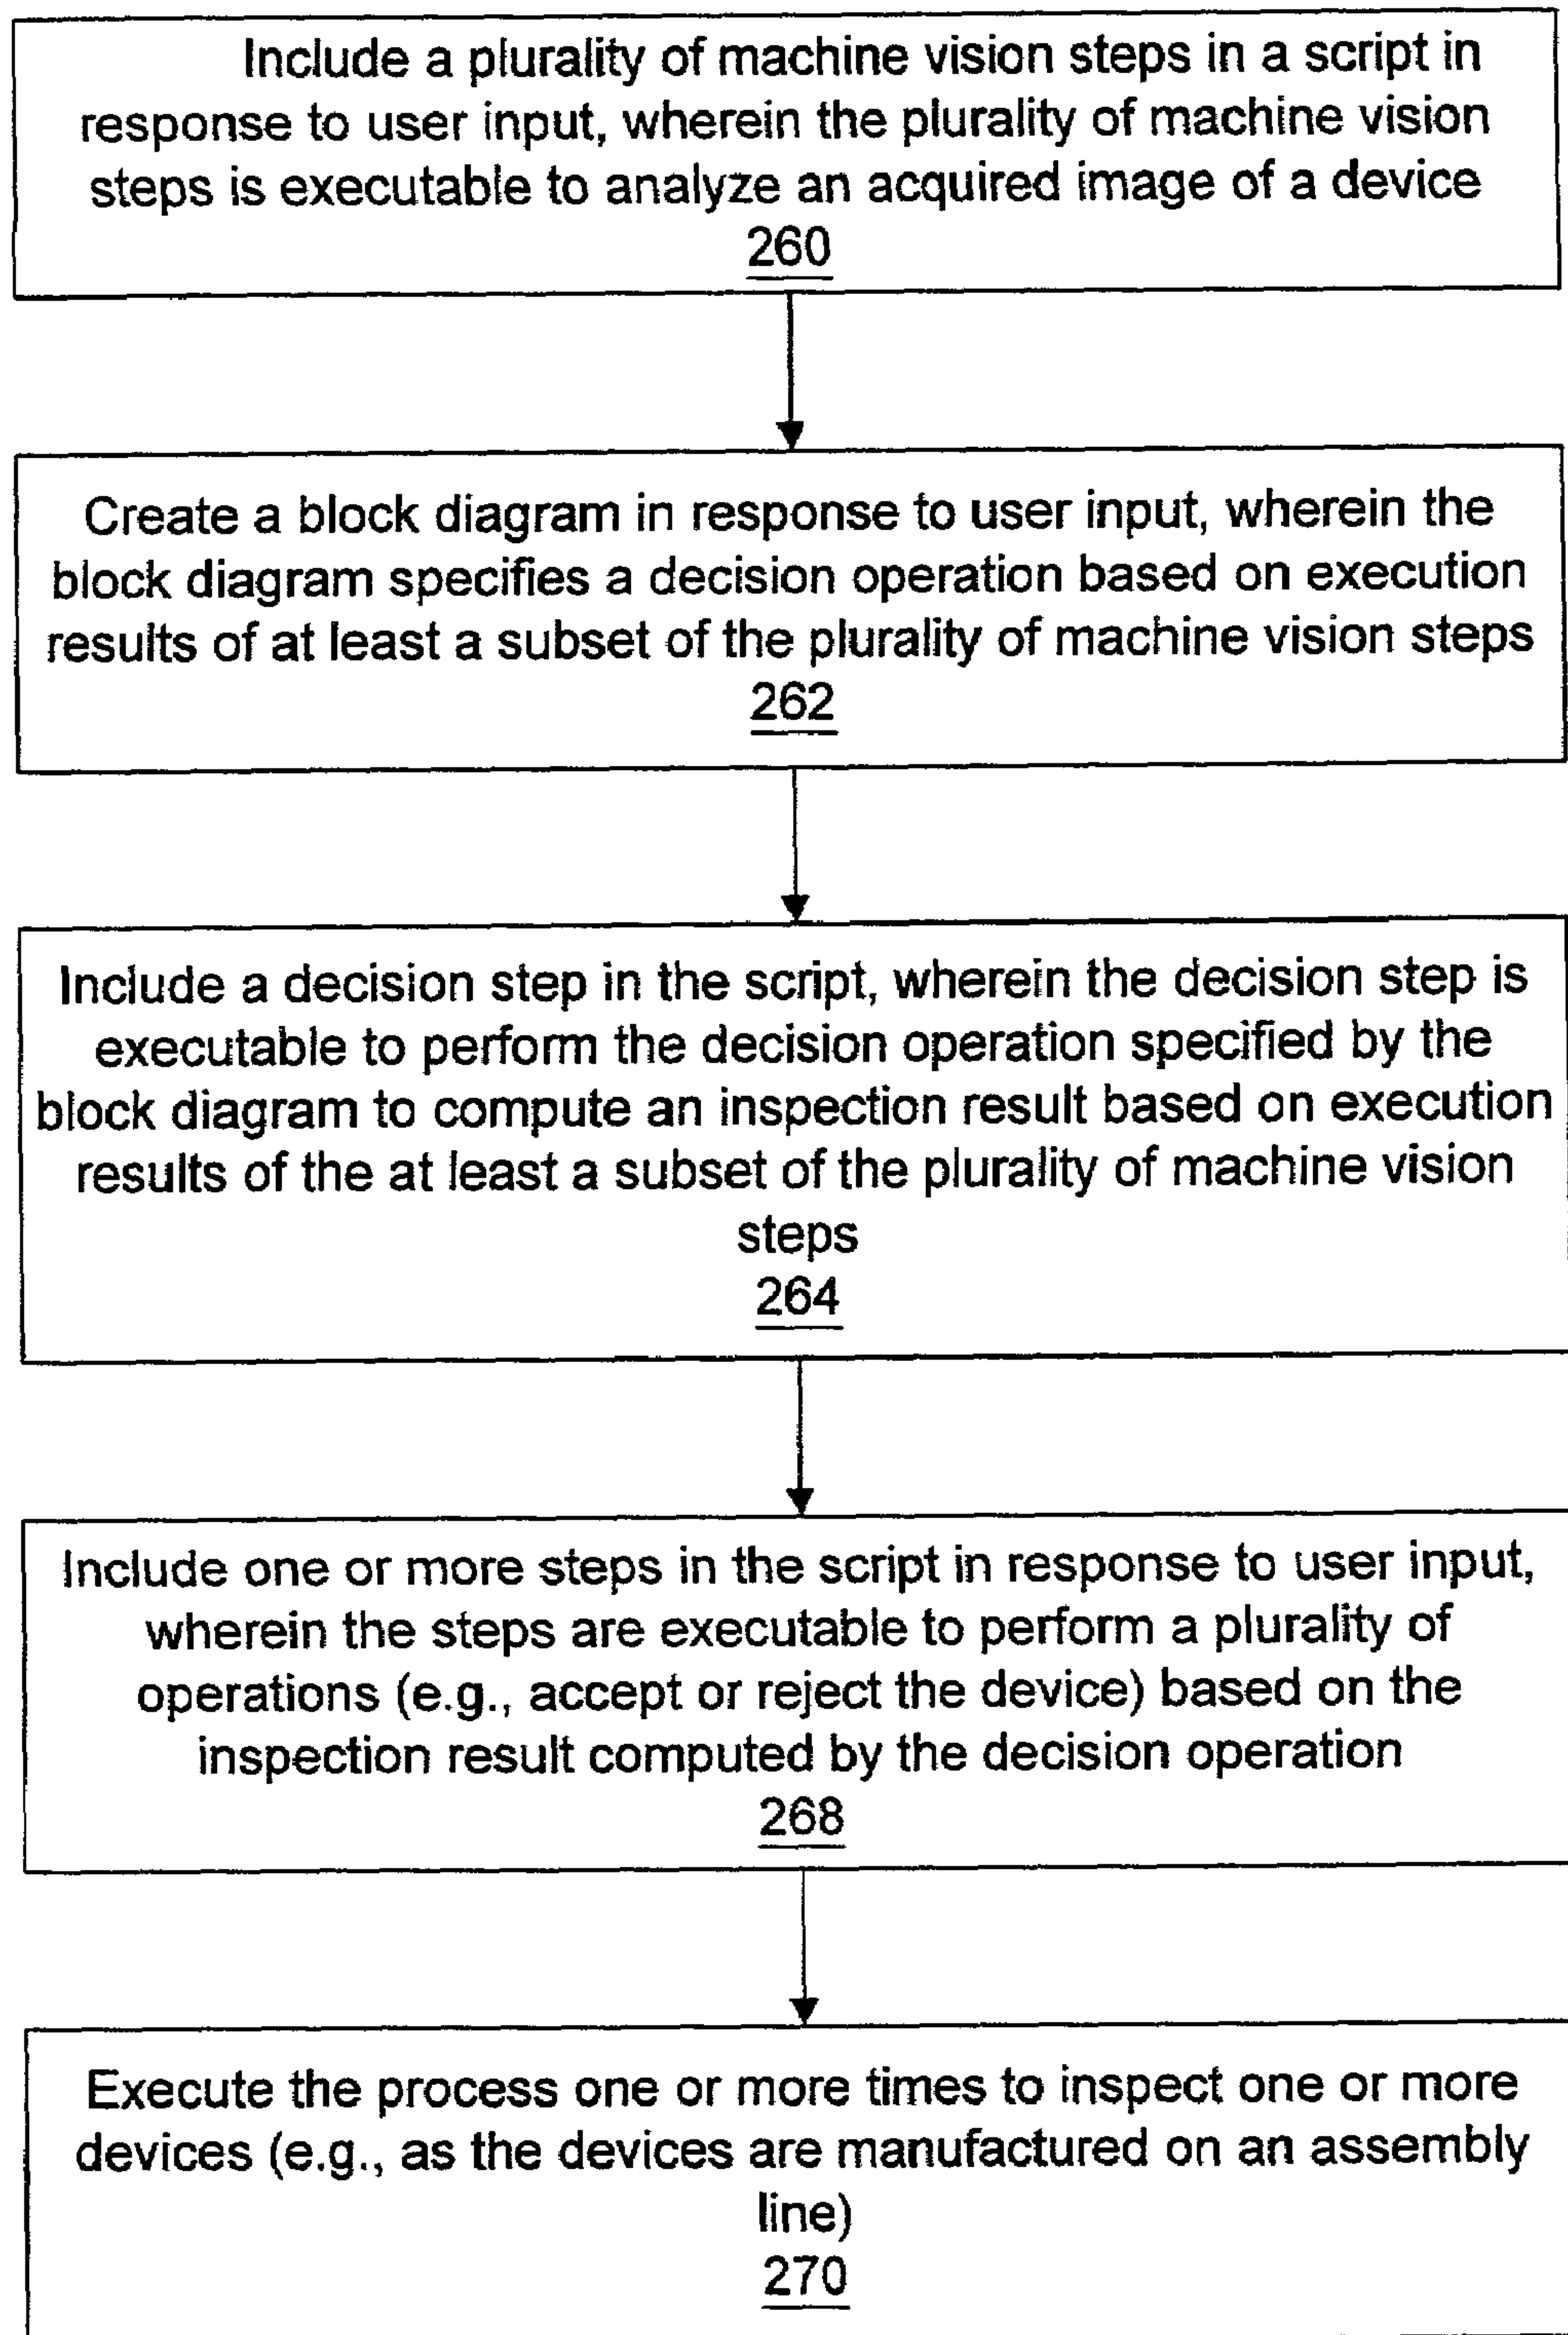 Include a plurality of machine vision steps in a script in
response to user input, wherein the plurality of machine vision
steps is executable to analyze an acquired image of a device
260
Create a block diagram in response to user input, wherein the
block diagram specifies a decision operation based on execution
results of at least a subset of the plurality of machine vision steps
262
Include a decision step in the script, wherein the decision step is
executable to perform the decision operation specified by the
block diagram to compute an inspection result based on execution
results of the at least a subset of the plurality of machine vision
steps
264
Include one or more steps in the script in response to user input,
wherein the steps are executable to perform a plurality of
operations (e.g., accept or reject the device) based on the
inspection result computed by the decision operation
268
Execute the process one or more times to inspect one or more
devices (e.g., as the devices are manufactured on an assembly
line)
270